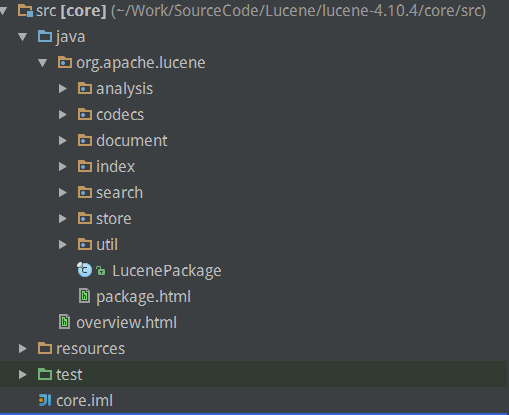 src [core] (~/Work/SourceCode/Lucene/lucene-4.10.4/core/src)
java
org.apache.lucene
analysis
codecs
document
index
search
store
util
LucenePackage
package.html
overview.html
resources
test
core.iml